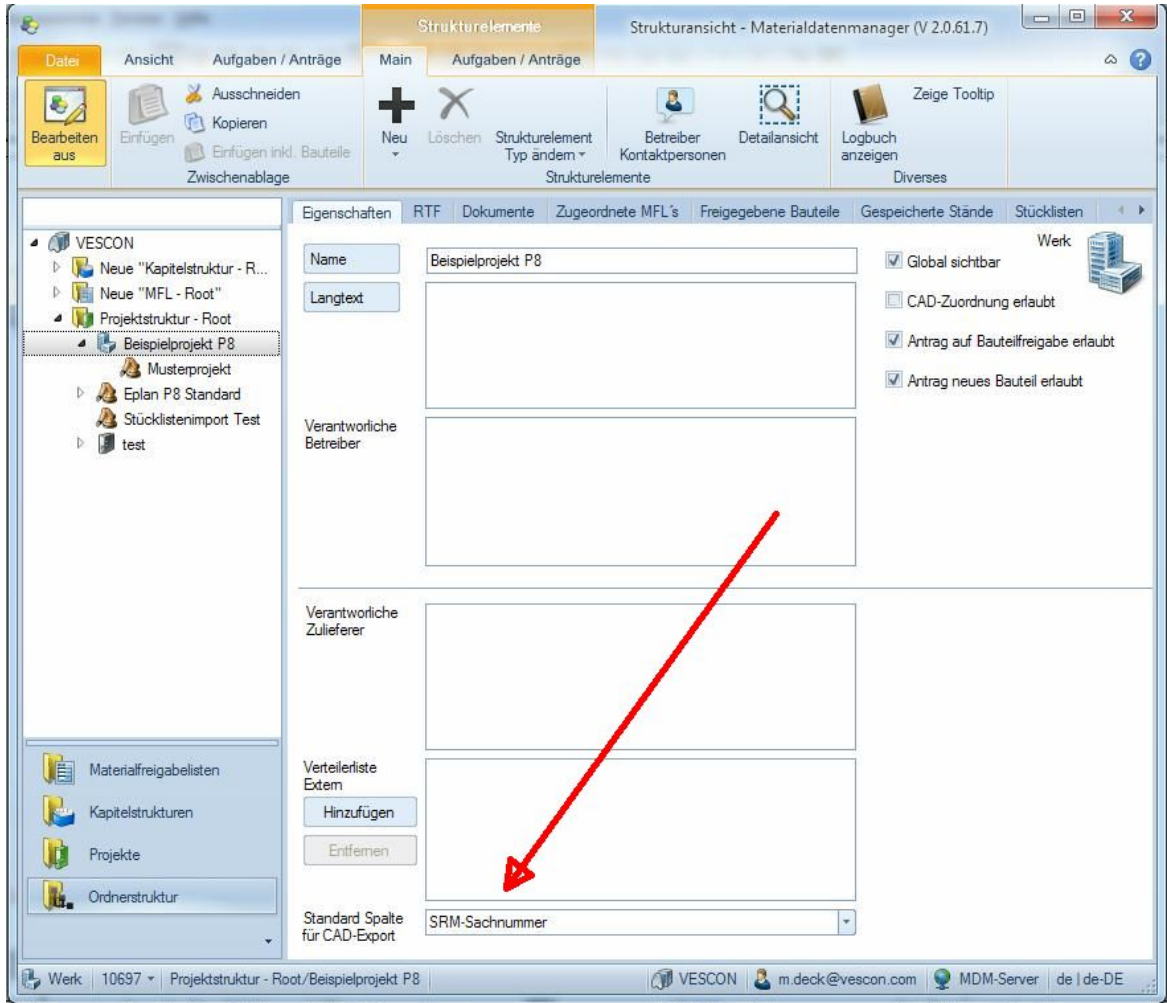 Strukturelemente
Strukturansicht - Materialdatenmanager (V 2.0.61.7)
Datei Ansicht Aufgaben / Anträge Main Aufgaben / Anträge
Bearbeiten aus
Einfügen
Ausschneiden
Kopieren
Einfügen inkl. Bauteile
Zwischenablage
Neu
Löschen
Strukturelement
Typ ändern
Betreiber
Kontaktpersonen
Detailansicht
Strukturelemente
Logbuch
anzeigen
Zeige Tooltip
Diverses
Eigenschaften RTF Dokumente Zugeordnete MFL´s Freigegebene Bauteile Gespeicherte Stände Stücklisten
VESCON
Neue "Kapitelstruktur - R...
Neue "MFL - Root"
Projektstruktur - Root
Beispielprojekt P8
Musterprojekt
Eplan P8 Standard
Stücklistenimport Test
test
Materialfreigabelisten
Kapitelstrukturen
Projekte
Ordnerstruktur
Name
Beispielprojekt P8
Langtext
Verantworliche
Betreiber
Verantworliche
Zulieferer
Verteilerliste
Extern
Hinzufügen
Entfernen
Standard Spalte
für CAD-Export
SRM-Sachnummer
Werk
Global sichtbar
CAD-Zuordnung erlaubt
Antrag auf Bauteilfreigabe erlaubt
Antrag neues Bauteil erlaubt
Werk 10697 Projektstruktur - Root/Beispielprojekt P8 VESCON m.deck@vescon.com MDM-Server de | de-DE